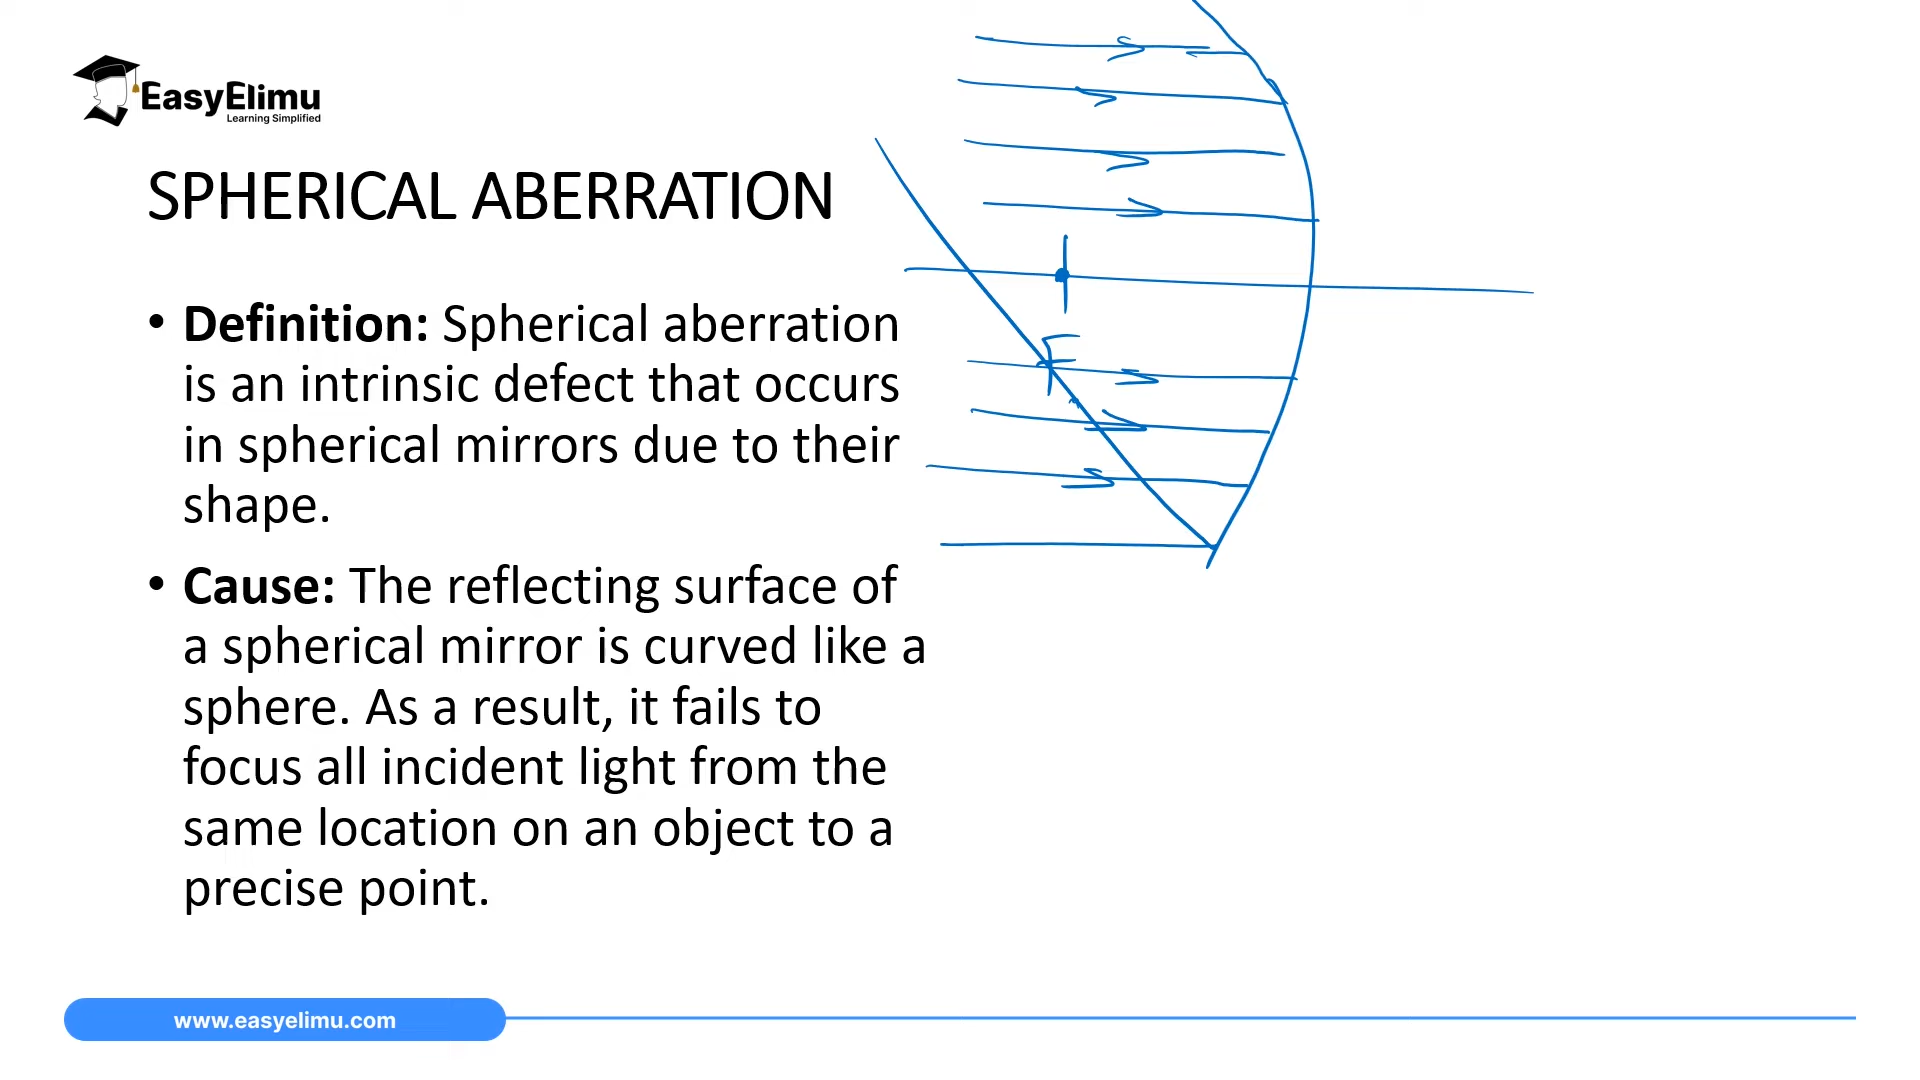 EasyElimu
Learning Simplified
SPHERICAL ABERRATION
• Definition: Spherical aberration
is an intrinsic defect that occurs
in spherical mirrors due to their
shape.
• Cause: The reflecting surface of
a spherical mirror is curved like a
sphere. As a result, it fails to
focus all incident light from the
same location on an object to a
precise point.
F
www.easyelimu.com